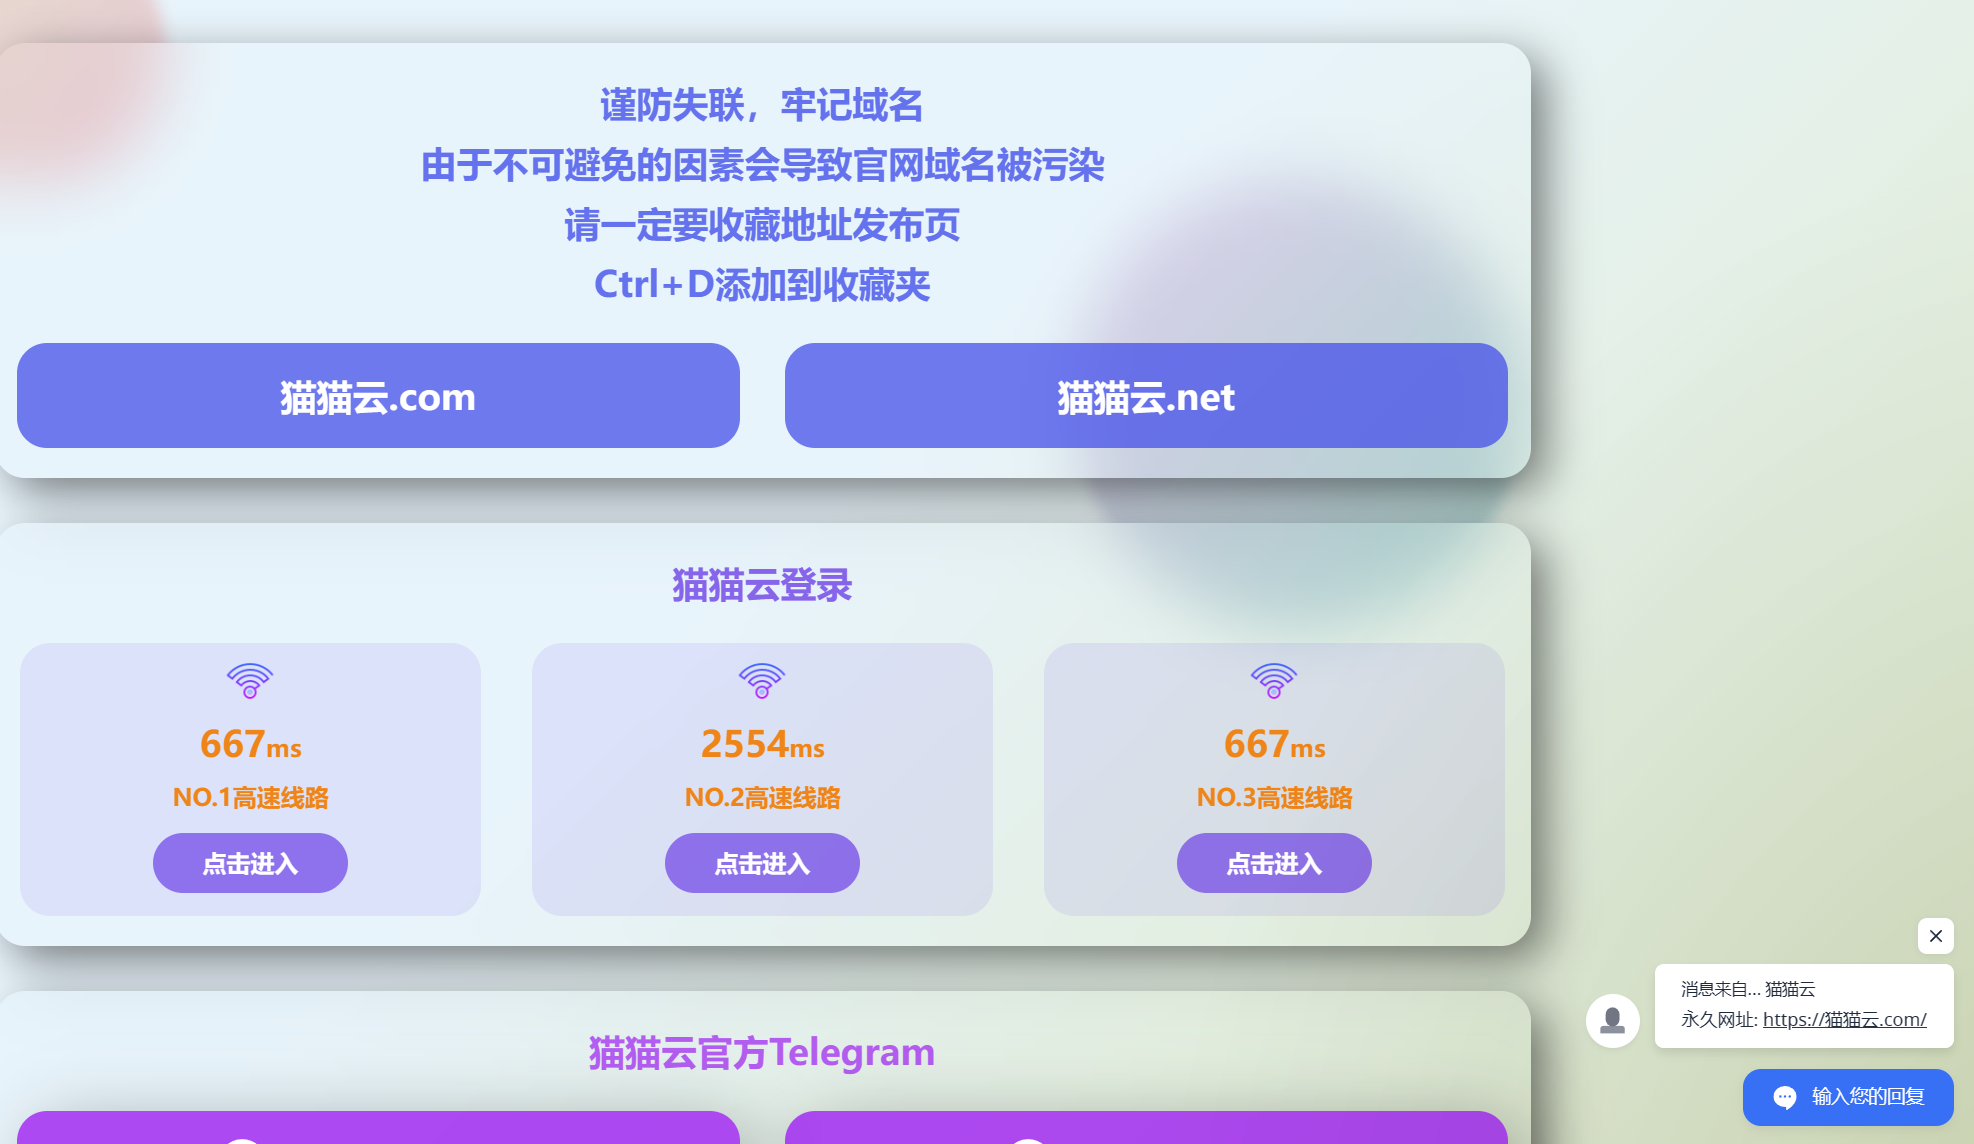 谨防失联，牢记域名
由于不可避免的因素会导致官网域名被污染
请一定要收藏地址发布页
Ctrl+D添加到收藏夹
猫猫云.com
猫猫云.net
猫猫云登录
667ms
NO.1高速线路
点击进入
2554ms
NO.2高速线路
点击进入
667ms
NO.3高速线路
点击进入
猫猫云官方Telegram
消息来自... 猫猫云
永久网址: https://猫猫云.com/
输入您的回复